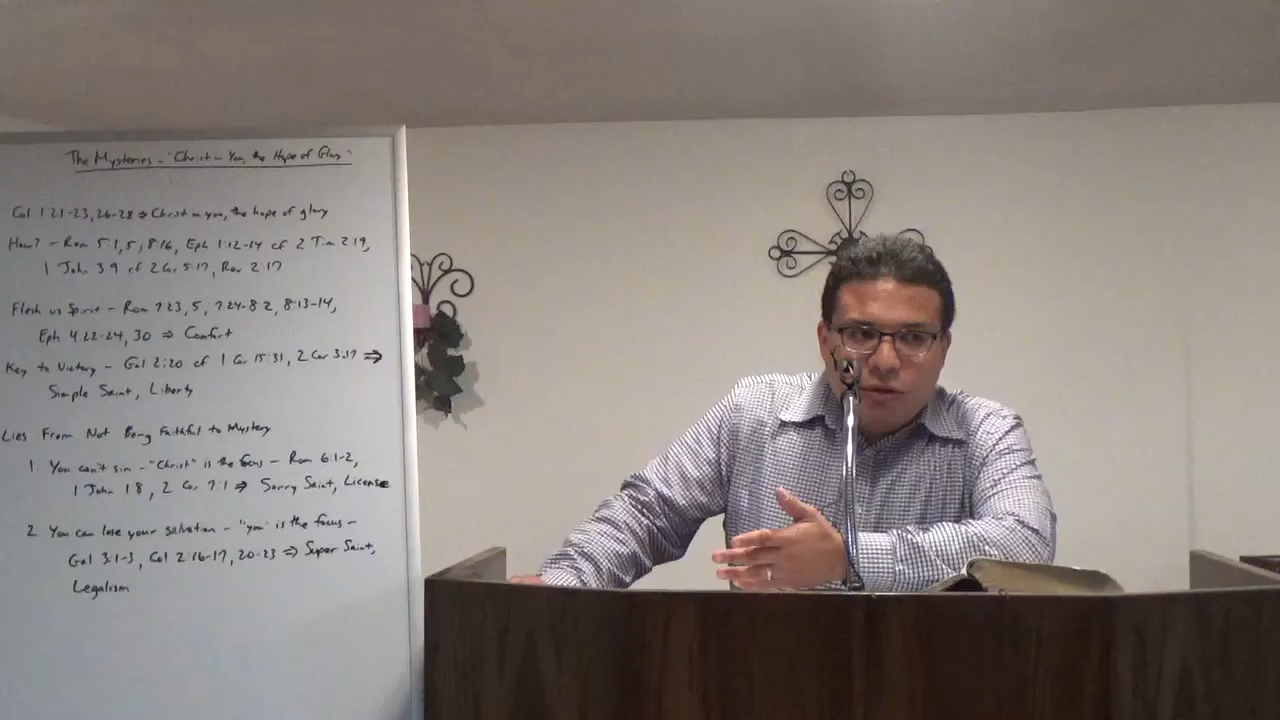 The Mysteries - "Christ in You, the Hope of Glory"
Col 1:21-23, 26-28 ⇒ Christ in you, the hope of glory
How? - Rom 5:1, 5, 8:16, Eph 1:12-14 cf 2 Tim 2:19,
1 John 3:9 cf 2 Cor 5:17, Rev 2:17
Flesh vs Spirit - Rom 7:23, 5, 7:24-8:2, 8:13-14,
Eph 4:22-24, 30 ⇒ Comfort
Key to Victory - Gal 2:20 cf 1 Cor 15:31, 2 Cor 3:17 ⇒
Simple Saint, Liberty
Lies From Not Being Faithful to Mystery
1. You can't sin - "Christ" is the focus - Rom 6:1-2,
1 John 1:8, 2 Cor 7:1 ⇒ Sorry Saint, License
2. You can lose your salvation - "you" is the focus -
Gal 3:1-3, Col 2:16-17, 20-23 ⇒ Super Saint,
Legalism